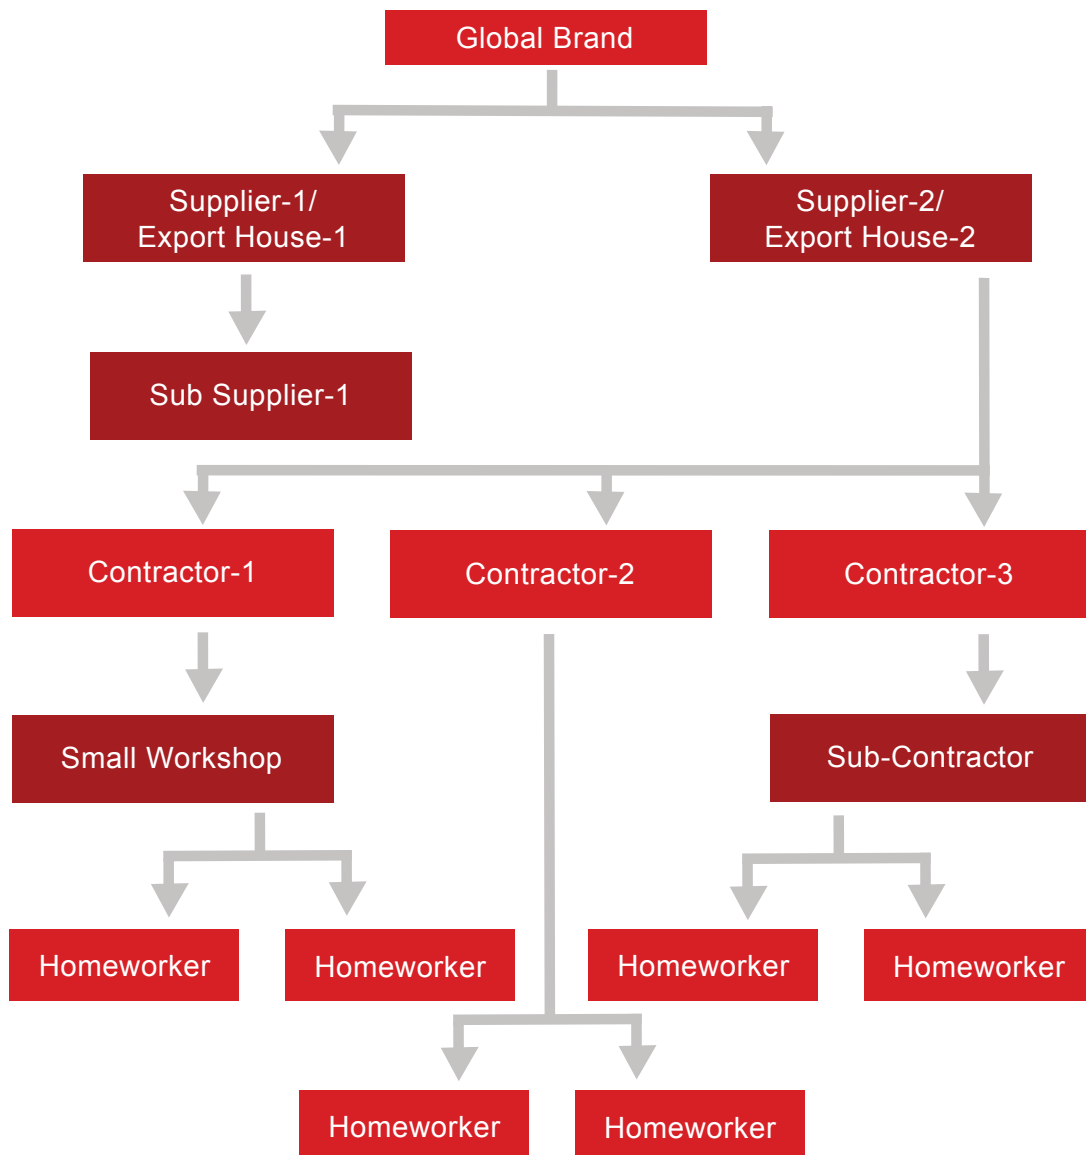 Global Brand
Supplier-1/
Export House-1
Supplier-2/
Export House-2
Sub Supplier-1
Contractor-1
Contractor-2
Contractor-3
Small Workshop
Sub-Contractor
Homeworker
Homeworker
Homeworker
Homeworker
Homeworker
Homeworker